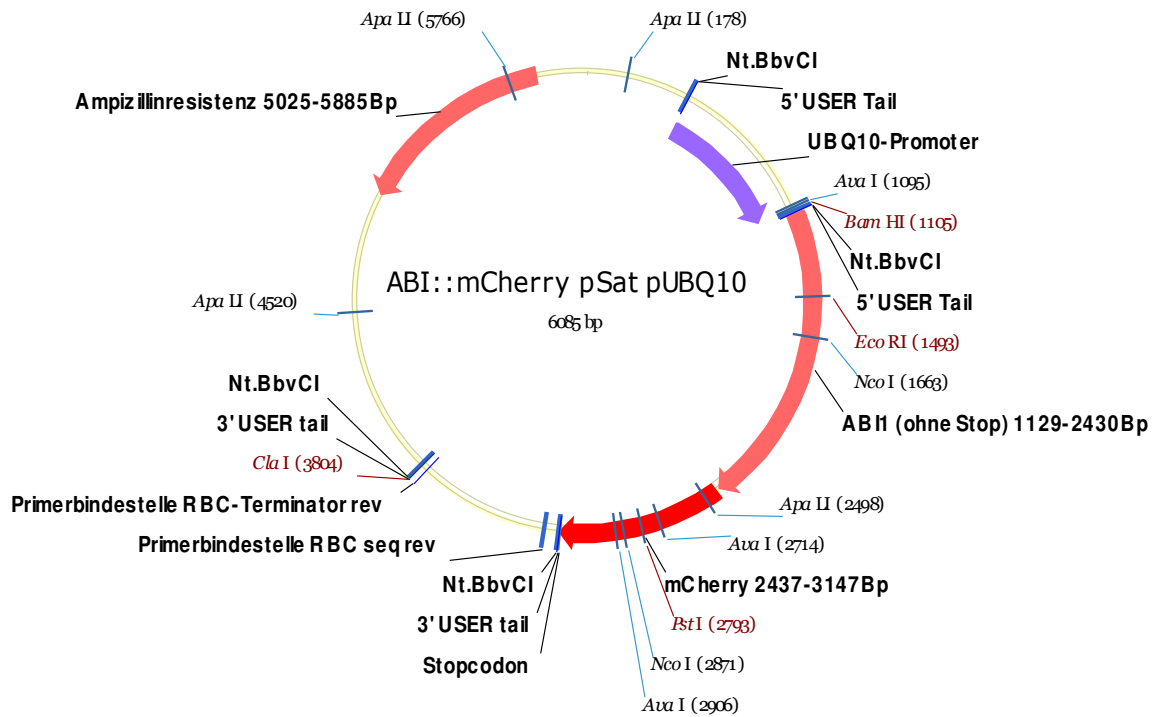 Apa LI (5766)
Apa LI (178)
Nt.BbvCI
5' USER Tail
Ampizillinresistenz 5025-5885Bp
UBQ10-Promoter
Ava I (1095)
Bam HI (1105)
Nt.BbvCI
5' USER Tail
ABI::mCherry pSat pUBQ10
6085 bp
Apa LI (4520)
Eco RI (1493)
Nco I (1663)
ABI1 (ohne Stop) 1129-2430Bp
Nt.BbvCI
3' USER tail
Cla I (3804)
Primerbindestelle RBC-Terminator rev
Primerbindestelle RBC seq rev
Apa LI (2498)
Ava I (2714)
mCherry 2437-3147Bp
Nt.BbvCI
3' USER tail
Stopcodon
Pst I (2793)
Nco I (2871)
Ava I (2906)